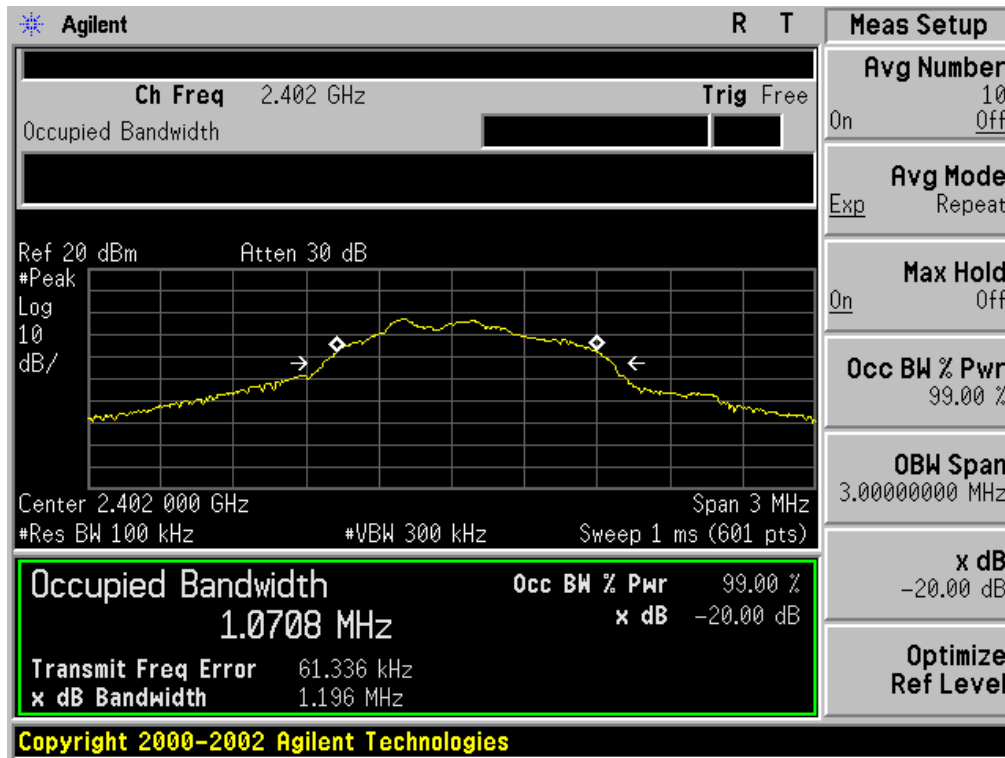 Agilent R T
Ch Freq 2.402 GHz Trig Free
Occupied Bandwidth
Ref 20 dBm Atten 30 dB
#Peak
Log
10
dB/
Center 2.402 000 GHz Span 3 MHz
#Res BW 100 kHz #VBW 300 kHz Sweep 1 ms (601 pts)
Occupied Bandwidth Occ BW % Pwr 99.00 %
1.0708 MHz x dB -20.00 dB
Transmit Freq Error 61.336 kHz
x dB Bandwidth 1.196 MHz
Copyright 2000-2002 Agilent Technologies
Meas Setup
Avg Number
10
On Off
Avg Mode
Exp Repeat
Max Hold
On Off
Occ BW % Pwr
99.00 %
OBW Span
3.00000000 MHz
x dB
-20.00 dB
Optimize
Ref Level